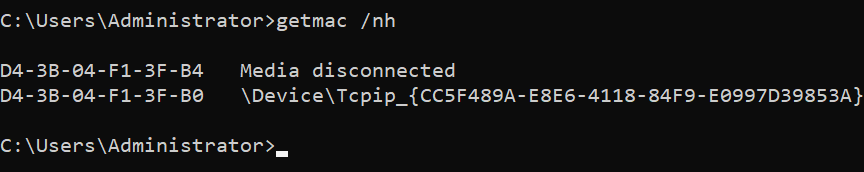 C:\Users\Administrator>getmac /nh
D4-3B-04-F1-3F-B4   Media disconnected
D4-3B-04-F1-3F-B0   \Device\Tcpip_{CC5F489A-E8E6-4118-84F9-E0997D39853A}
C:\Users\Administrator>